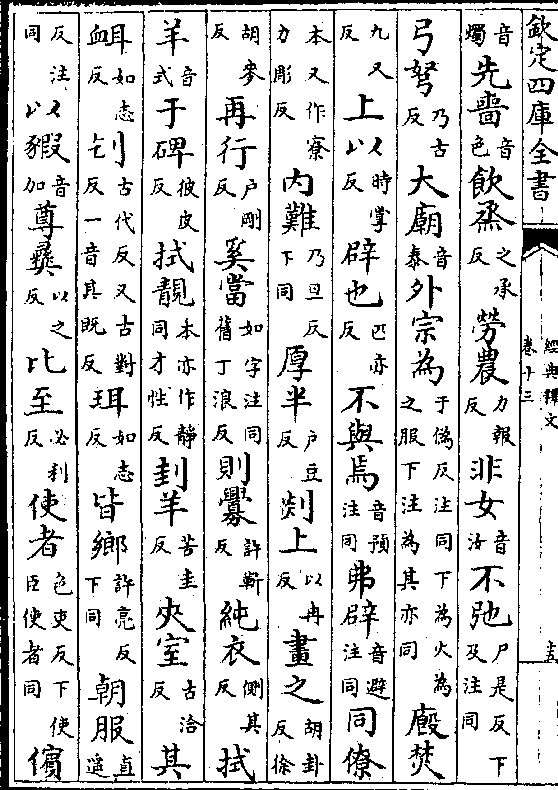 欽定四庫全書
經典釋文
卷十三
音燭先嗇音色飲烝之承反勞農力報反非女音汝不弛尸是反下及注同
弓弩乃古反大廟音泰外宗為于偽反注同下為火為之服下注為其亦同廐焚
九又反上以時掌反辟也匹亦反不與焉音預注同弗辟音避注同同僚
本又作寮力彫反内難乃旦反下同厚半戶豆反剡上以冉反畫之胡卦反徐
胡麥反再行戶剛反奚當如字注同舊丁浪反則釁許靳反純衣側其反拭
羊音式于碑彼皮反拭靚本亦作靜同才性反刲羊苦圭反夾室古洽反其
衈如志反刏古代反又古對反一音其既反珥如志反皆鄉許亮反下同朝服直遥
反注同以豭音加尊彝以之反比至必利反使者色吏反下使臣使者同儐